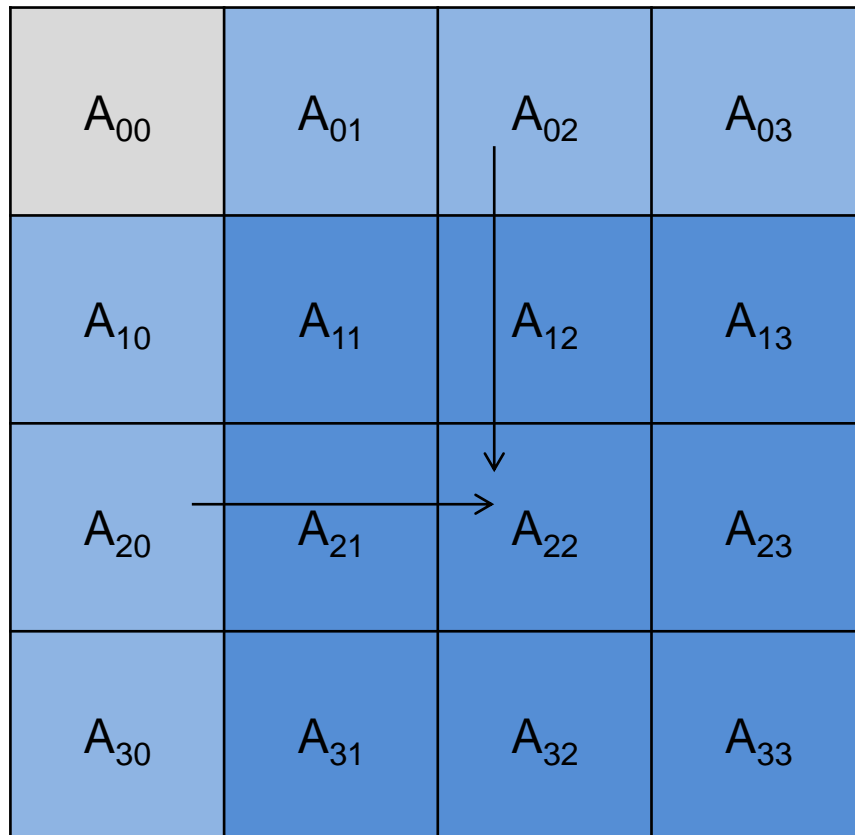 A₀₀ A₀₁ A₀₂ A₀₃
A₁₀ A₁₁ A₁₂ A₁₃
A₂₀ A₂₁ A₂₂ A₂₃
A₃₀ A₃₁ A₃₂ A₃₃